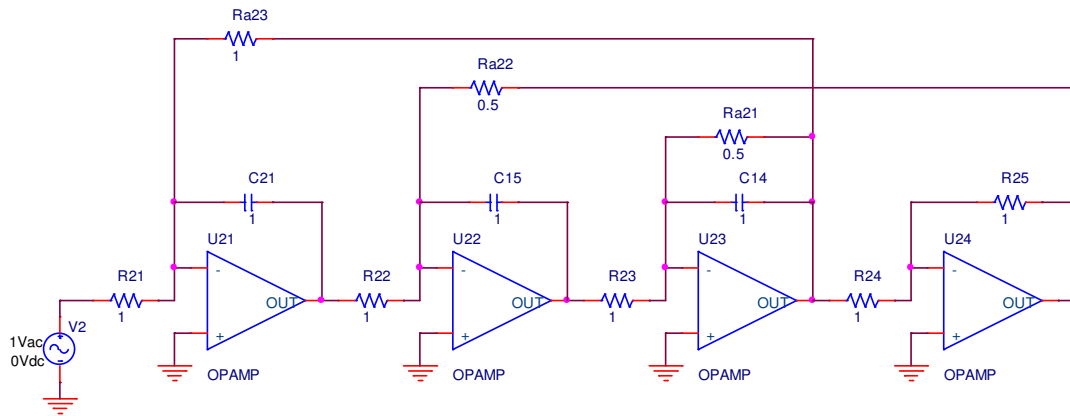 Ra23
1
Ra22
0.5
Ra21
0.5
C21
1
C15
1
C14
1
R25
1
U21
-
+
OUT
OPAMP
U22
-
+
OUT
OPAMP
U23
-
+
OUT
OPAMP
U24
-
+
OUT
OPAMP
R21
1
R22
1
R23
1
R24
1
V2
1Vac
0Vdc
+
-